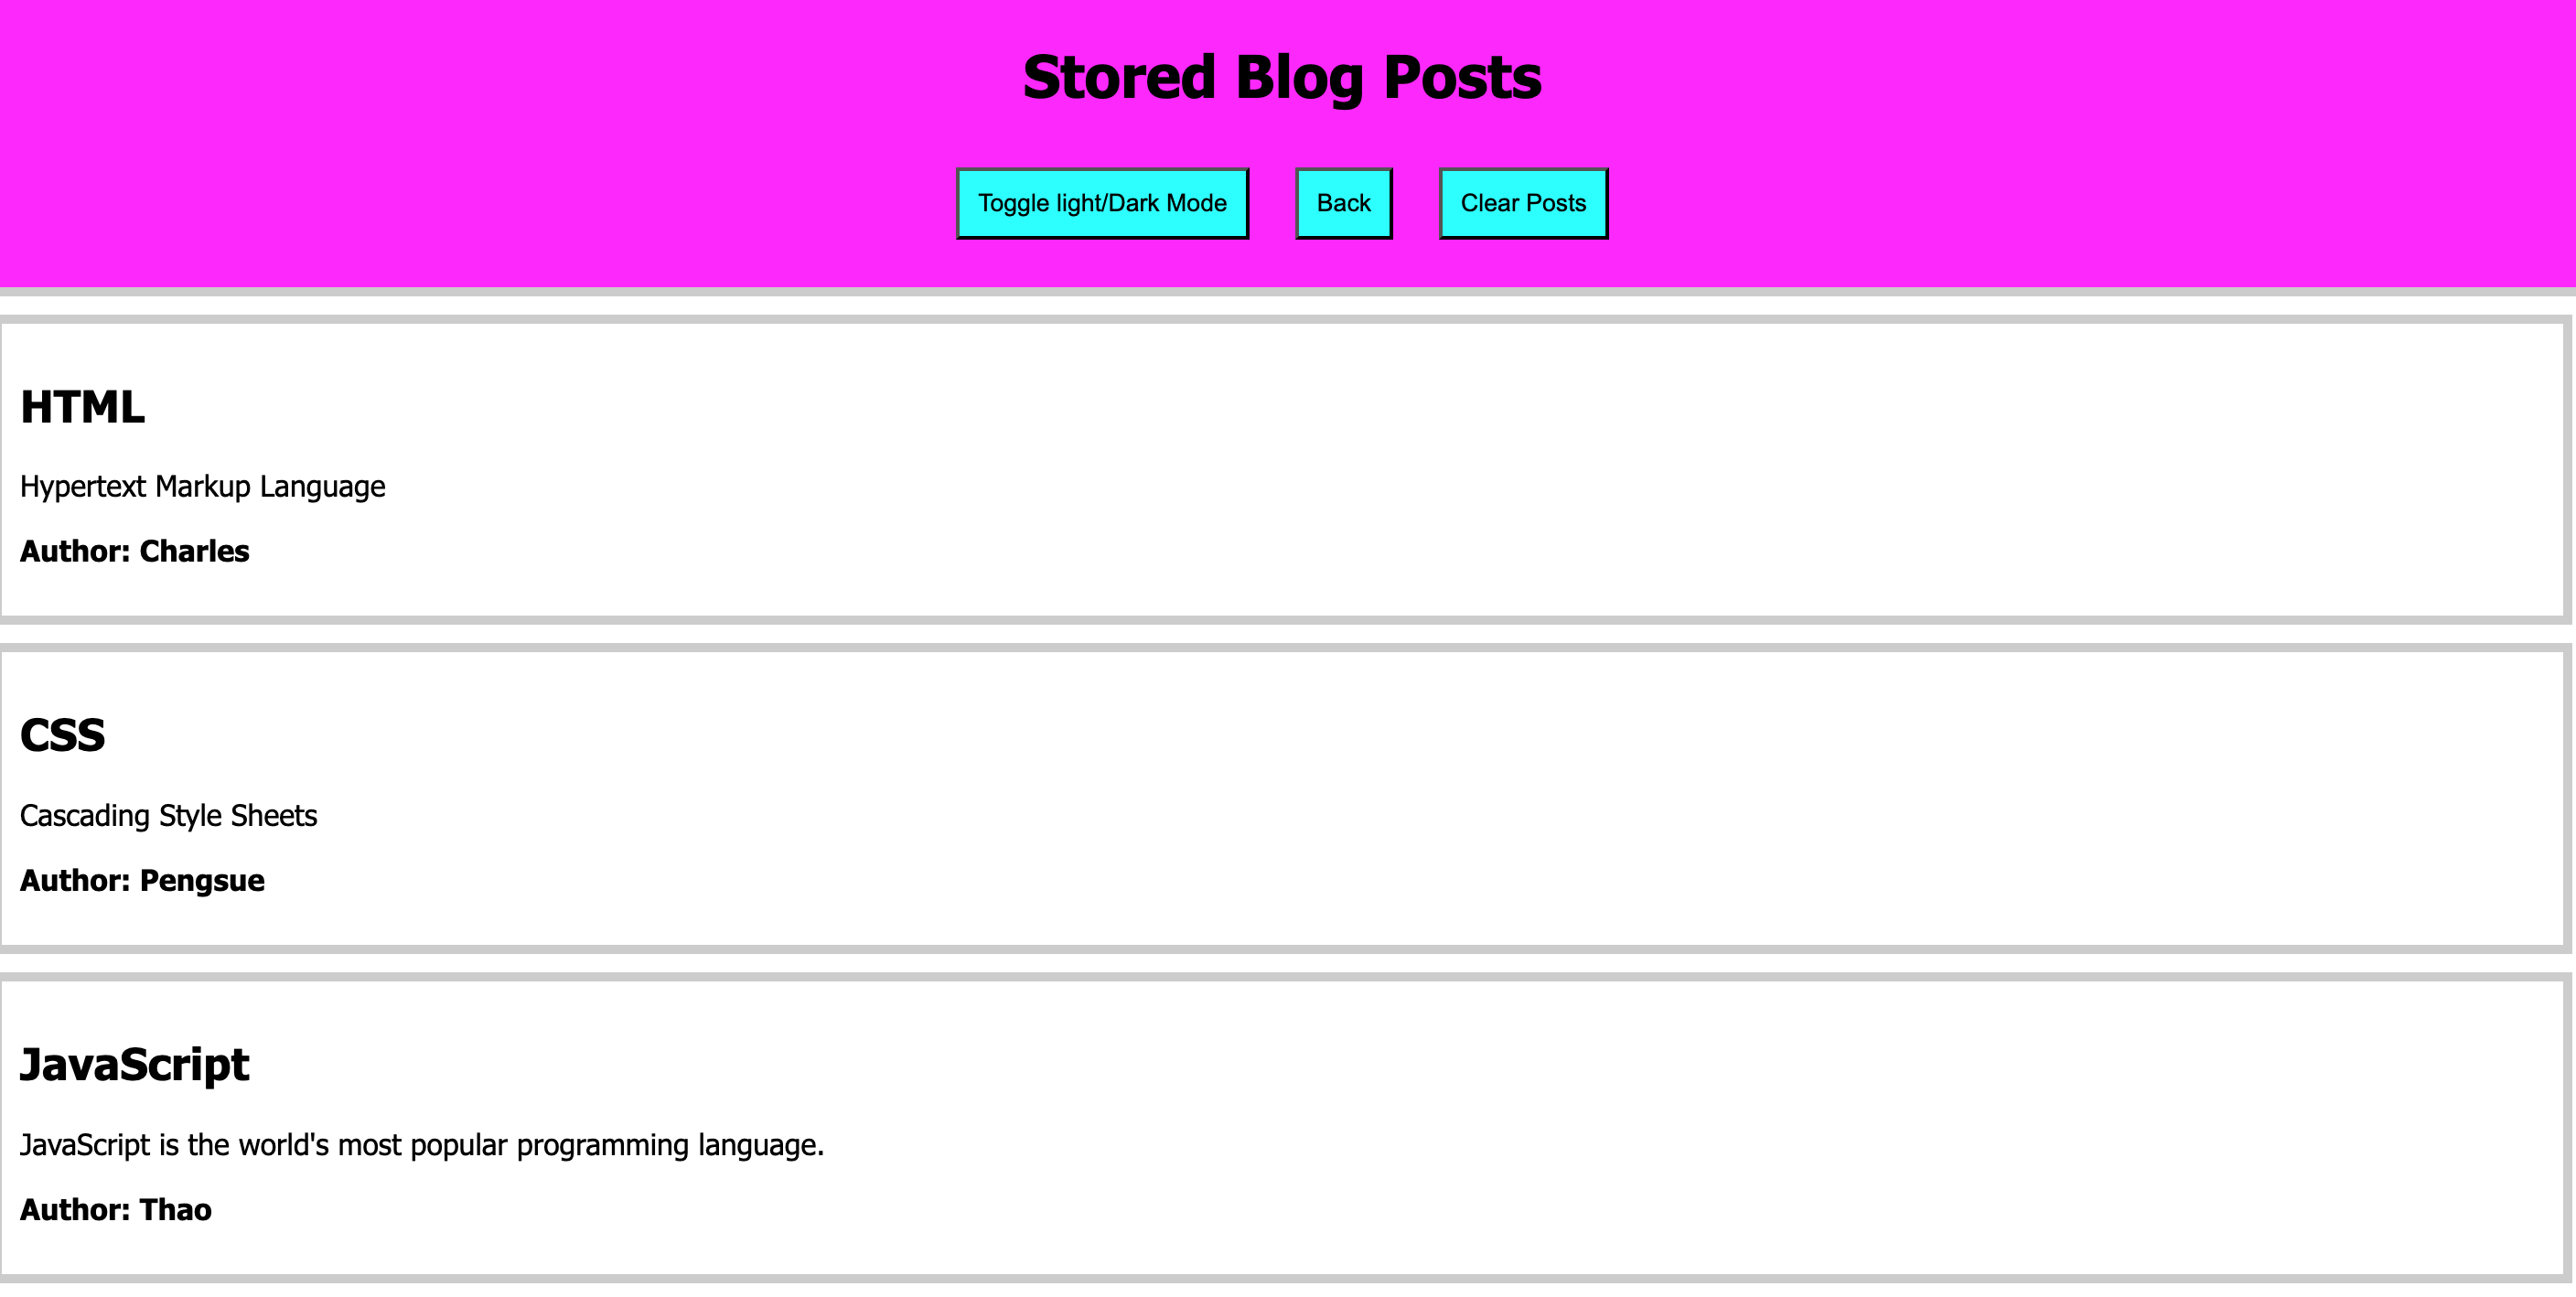 Stored Blog Posts
Toggle light/Dark Mode Back Clear Posts
HTML
Hypertext Markup Language
Author: Charles
CSS
Cascading Style Sheets
Author: Pengsue
JavaScript
JavaScript is the world's most popular programming language.
Author: Thao